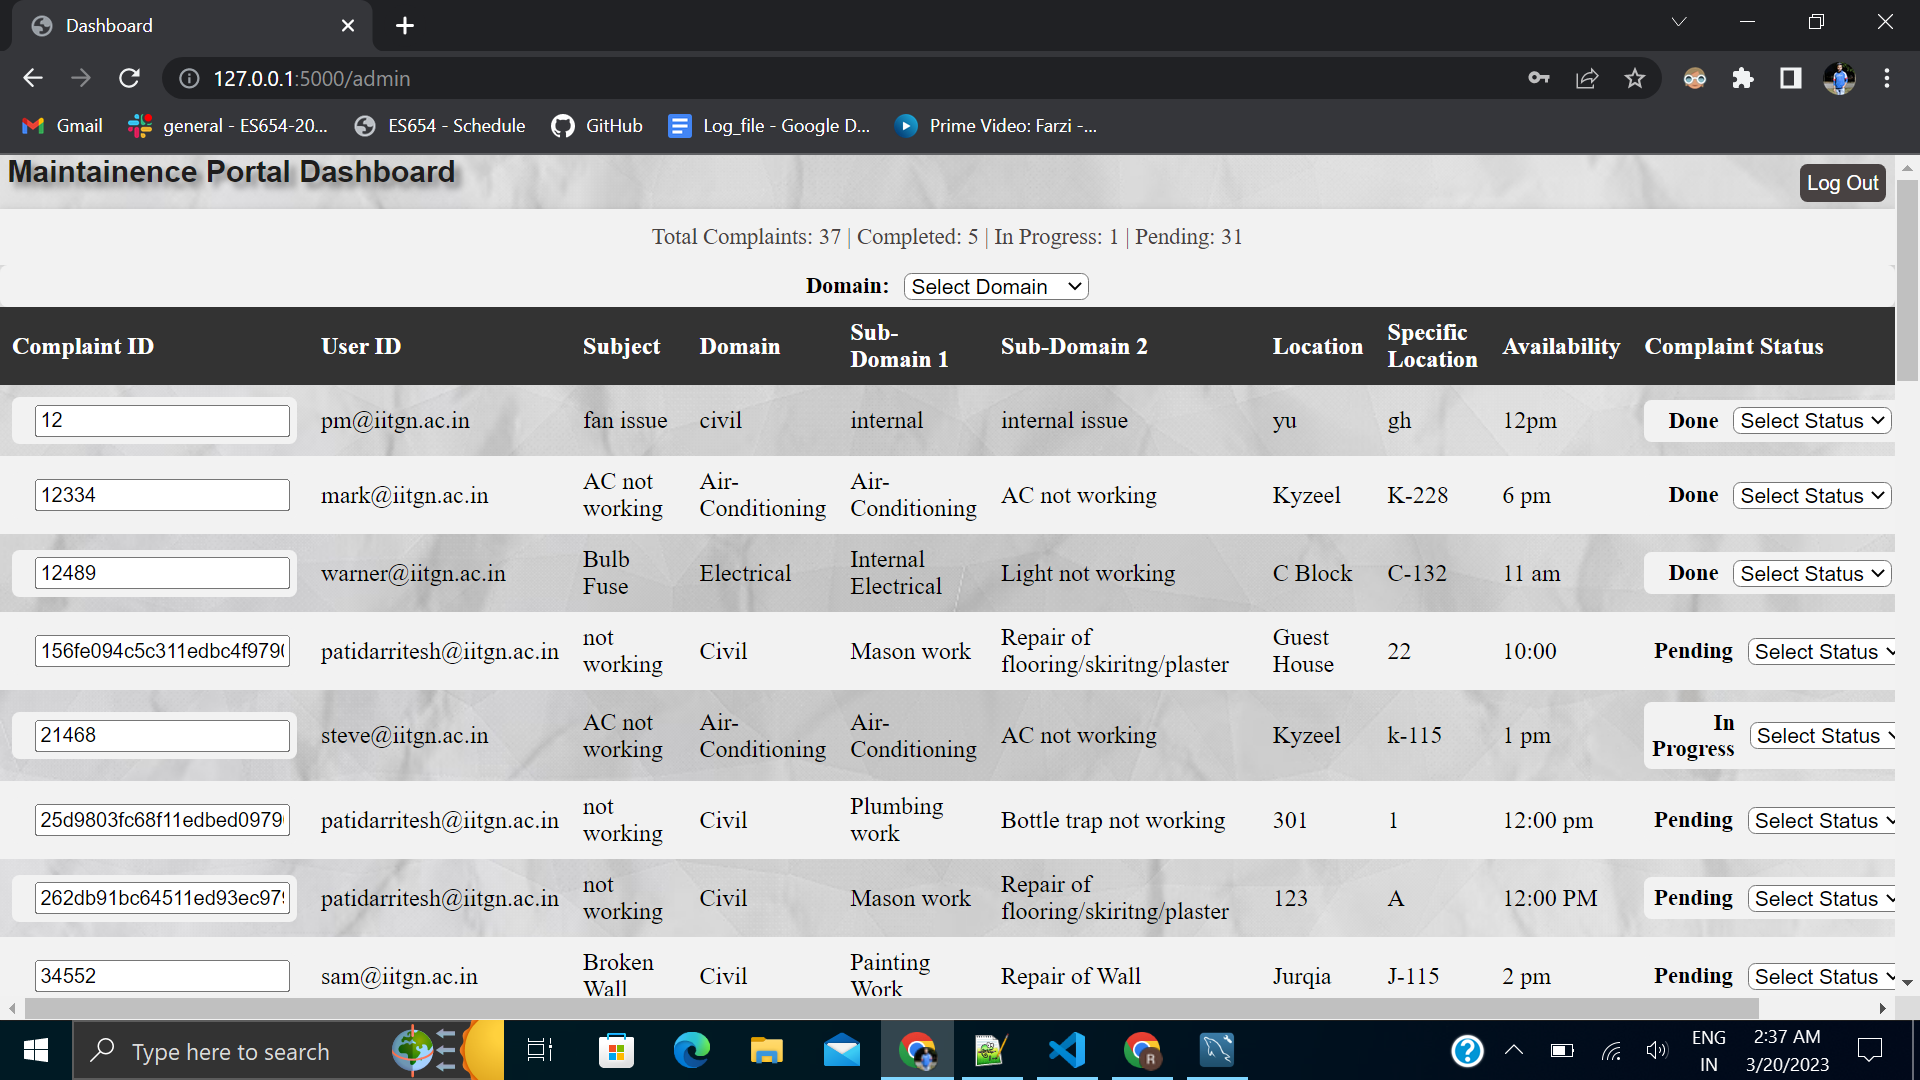 Dashboard
127.0.0.1:5000/admin
Gmail
general - ES654-20...
ES654 - Schedule
GitHub
Log_file - Google D...
Prime Video: Farzi -...
Maintainence Portal Dashboard
Log Out
Total Complaints: 37 | Completed: 5 | In Progress: 1 | Pending: 31
Domain: Select Domain
Complaint ID User ID Subject Domain Sub-Domain 1 Sub-Domain 2 Location Specific Location Availability Complaint Status
12 pm@iitgn.ac.in fan issue civil internal internal issue yu gh 12pm Done Select Status
12334 mark@iitgn.ac.in AC not working Air-Conditioning Air-Conditioning AC not working Kyzeel K-228 6 pm Done Select Status
12489 warner@iitgn.ac.in Bulb Fuse Electrical Internal Electrical Light not working C Block C-132 11 am Done Select Status
156fe094c5c311edbc4f979( patidarritesh@iitgn.ac.in not working Civil Mason work Repair of flooring/skiritng/plaster Guest House 22 10:00 Pending Select Status
21468 steve@iitgn.ac.in AC not working Air-Conditioning Air-Conditioning AC not working Kyzeel k-115 1 pm In Progress Select Status
25d9803fc68f11edbed0979 patidarritesh@iitgn.ac.in not working Civil Plumbing work Bottle trap not working 301 1 12:00 pm Pending Select Status
262db91bc64511ed93ec979 patidarritesh@iitgn.ac.in not working Civil Mason work Repair of flooring/skiritng/plaster 123 A 12:00 PM Pending Select Status
34552 sam@iitgn.ac.in Broken Wall Civil Painting Work Repair of Wall Jurqia J-115 2 pm Pending Select Status
Type here to search
R
ENG
IN
2:37 AM
3/20/2023